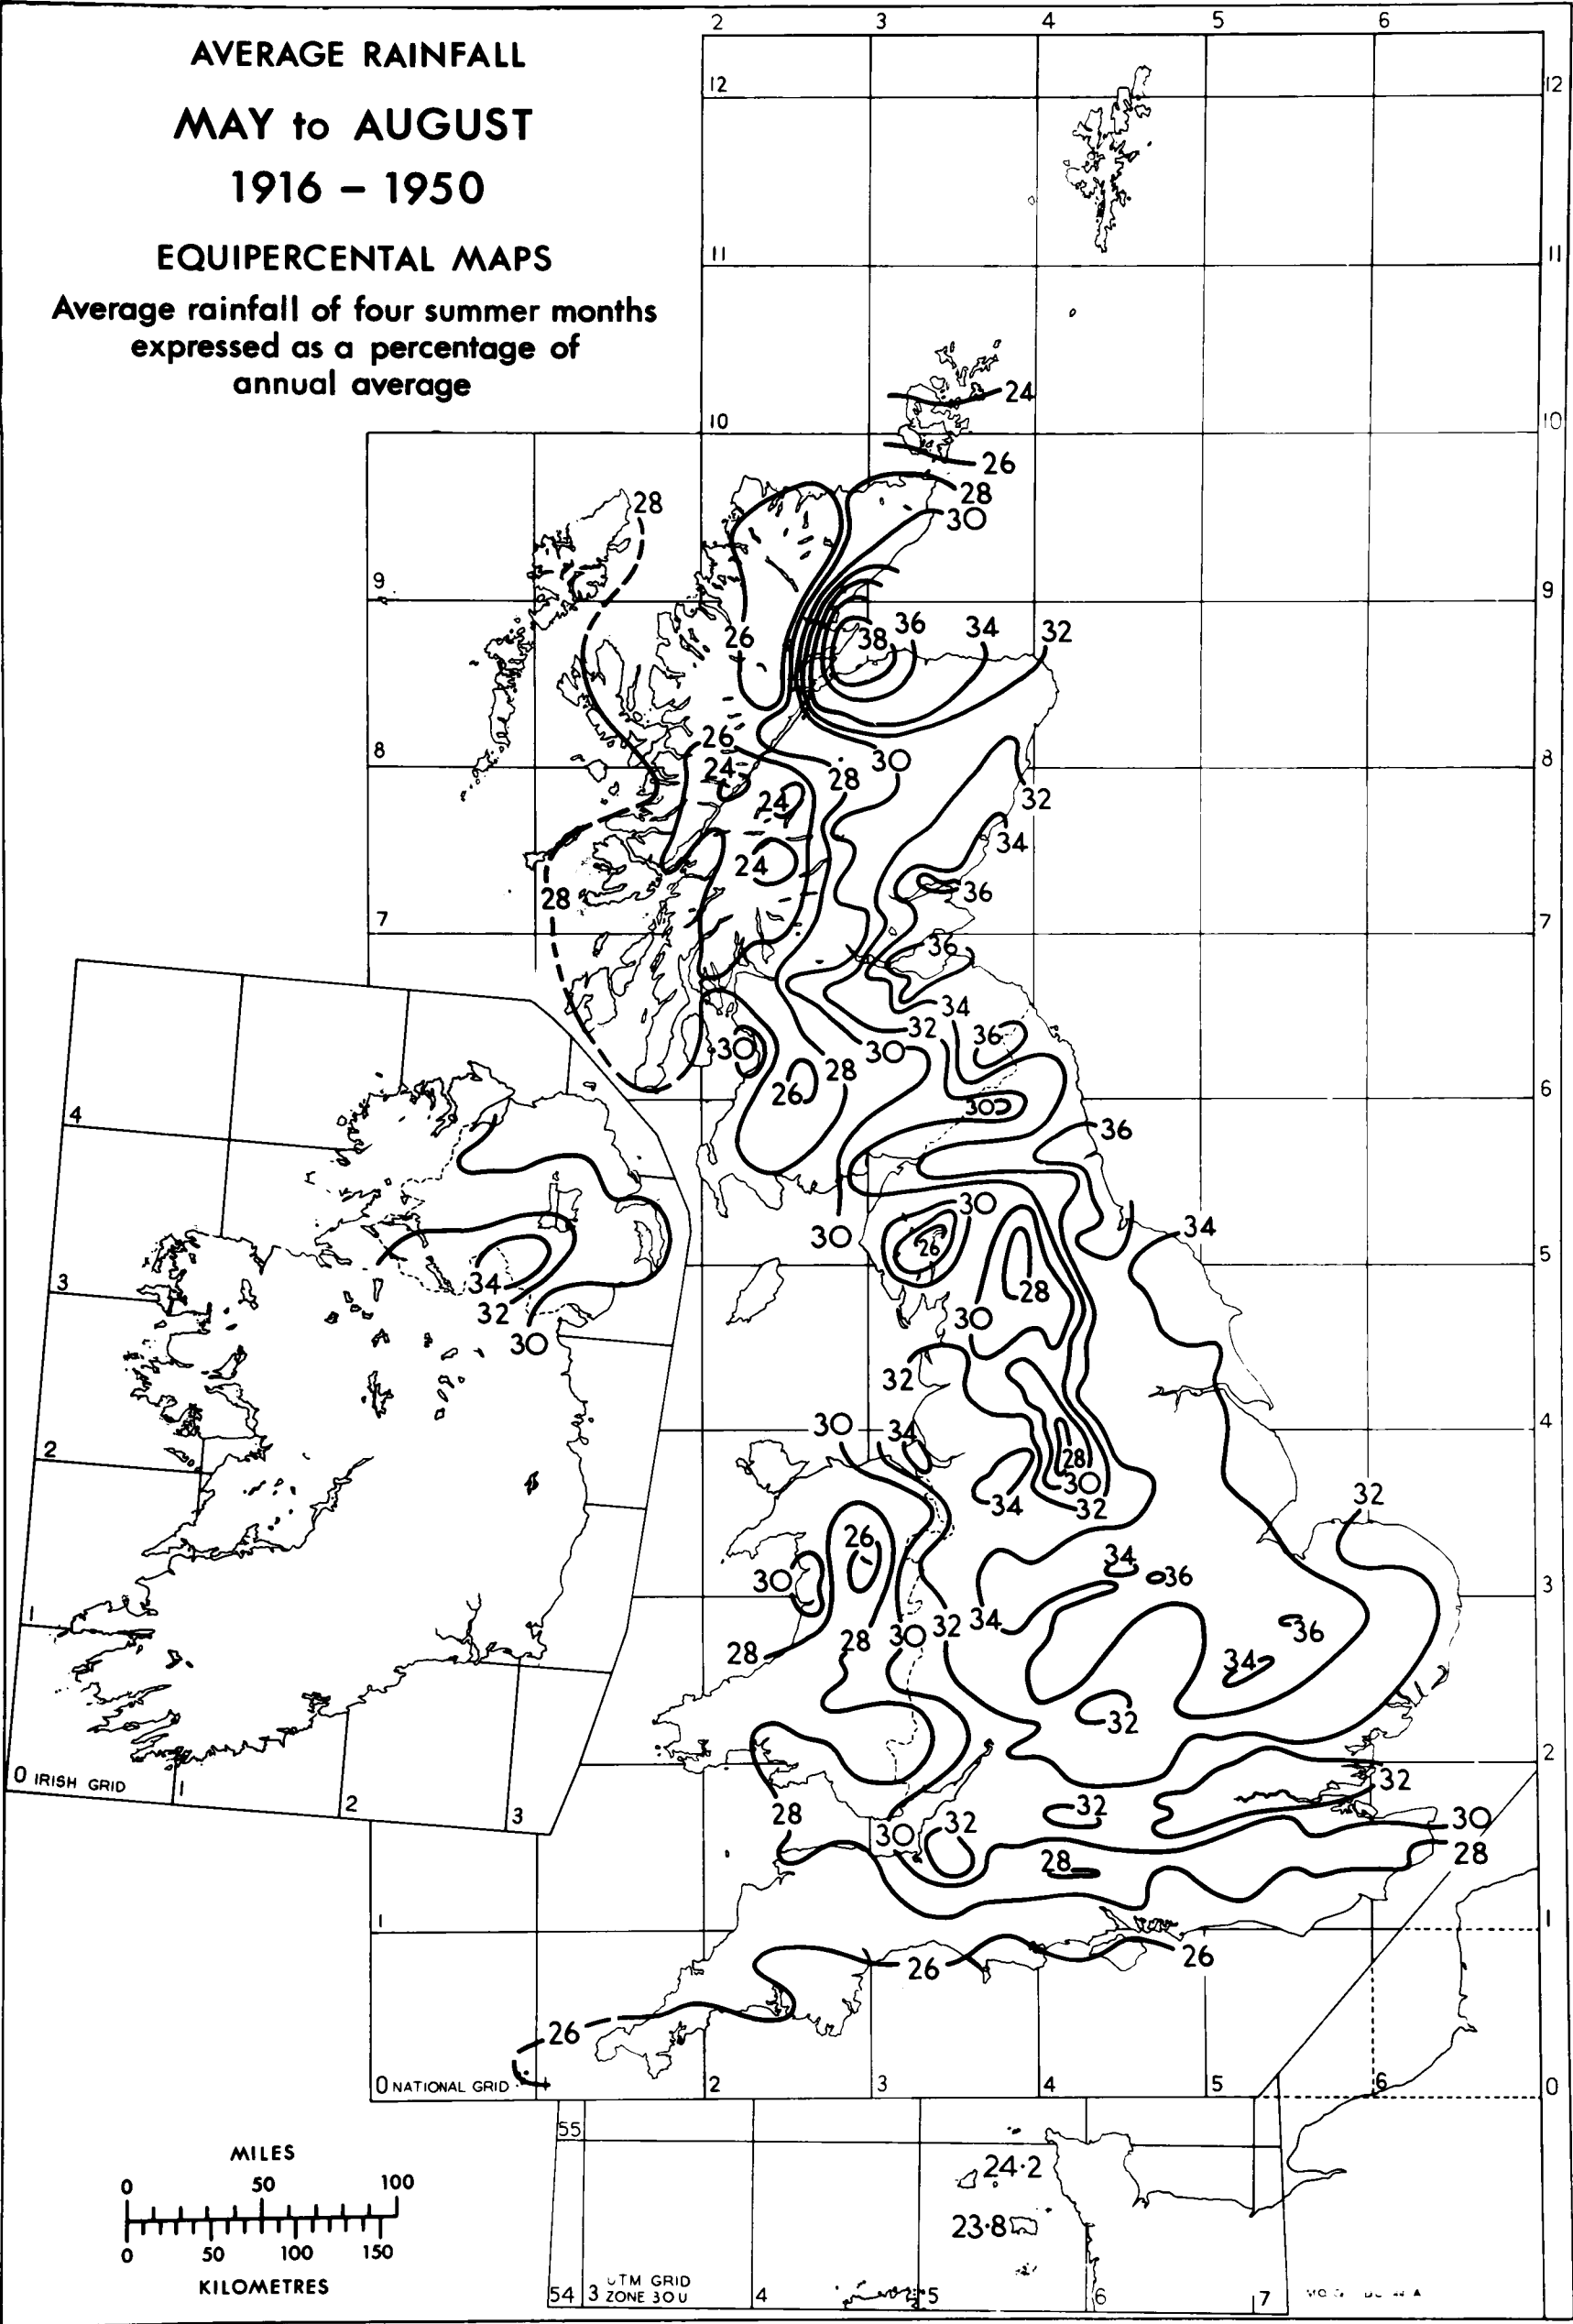 AVERAGE RAINFALL
MAY to AUGUST
1916 – 1950
EQUIPERCENTAL MAPS
Average rainfall of four summer months
expressed as a percentage of
annual average
2 3 4 5 6
12 12
11 11
24
10 10
26
28 28
30
9 9
26 38 36 34 32
26
8 24 28 30 8
24 32
34
24
28 36
7 7
36
34
32 36
30 30
28
26 30
4 6 6
36
30 30 34
26 5
3 34 28
32 30
30
32
30 34 4
2 28
30
34 32 32
26
34 36
30 3
1 34
28 30 32 36
28 34
32
0 IRISH GRID 2
1 2 3 32
28 32
30 32 30
28 28
1 1
26 26
26
0 NATIONAL GRID 2 3 4 5 6 0
55
MILES
0 50 100
24·2
23·8
0 50 100 150
KILOMETRES
54 3 UTM GRID 4 5 6 7
ZONE 30U